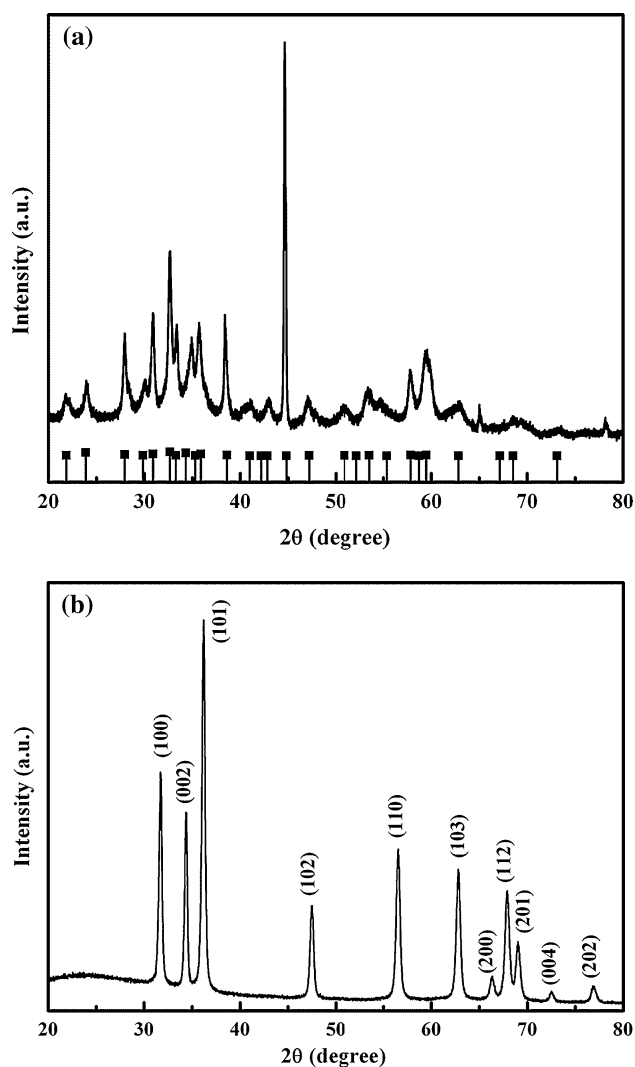 (a)
Intensity (a.u.)
20 30 40 50 60 70 80
2θ (degree)
(b)
(100)
(002)
(101)
(102)
(110)
(103)
(200)
(112)
(201)
(004)
(202)
Intensity (a.u.)
20 30 40 50 60 70 80
2θ (degree)